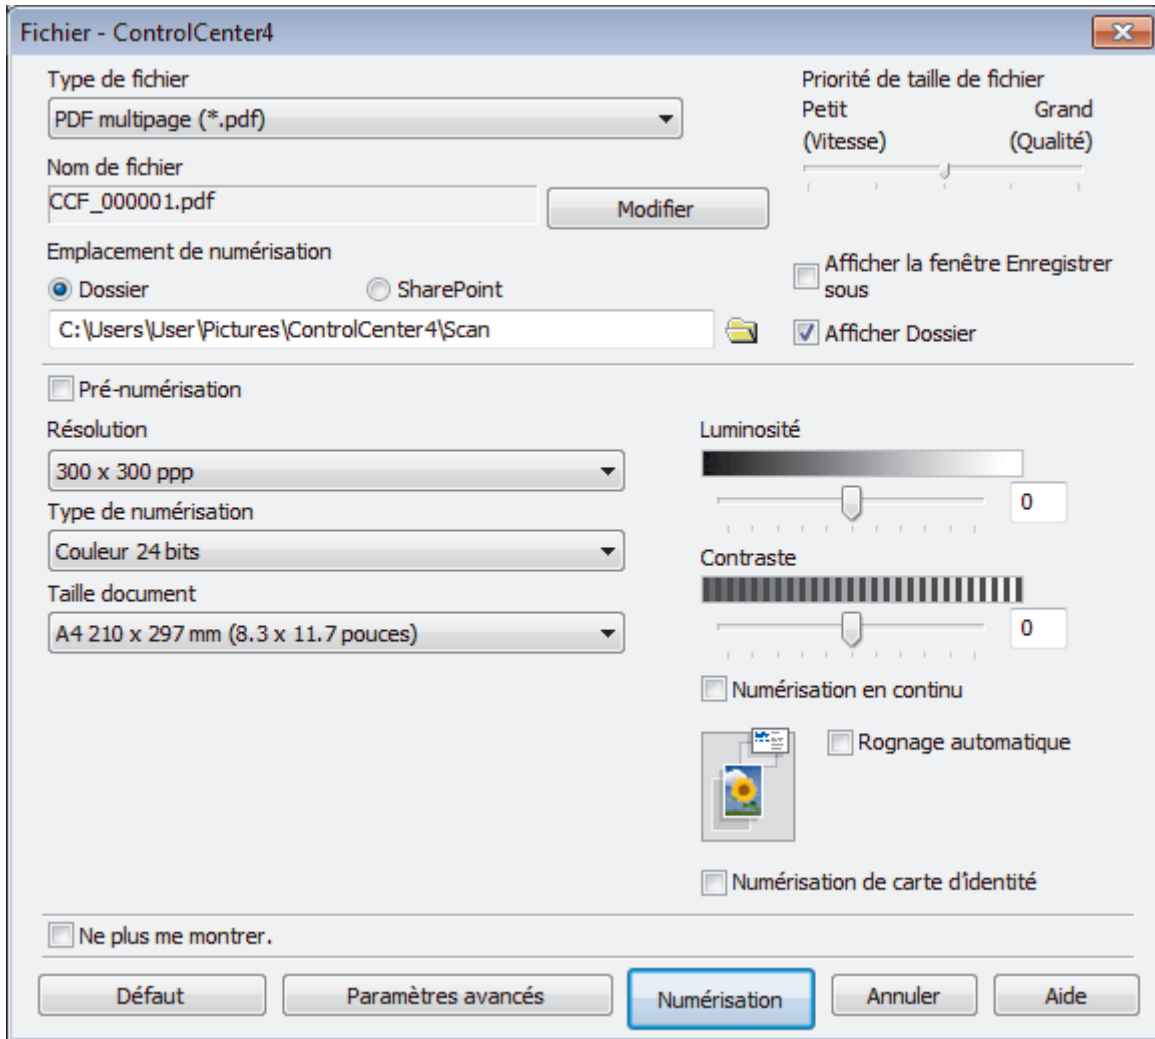 Fichier - ControlCenter4
Type de fichier
PDF multipage (*.pdf)
Priorité de taille de fichier
Petit
(Vitesse)
Grand
(Qualité)
Nom de fichier
CCF_000001.pdf
Modifier
Emplacement de numérisation
Dossier
SharePoint
C:\Users\User\Pictures\ControlCenter4\Scan
Afficher la fenêtre Enregistrer
sous
Afficher Dossier
Pré-numérisation
Résolution
300 x 300 ppp
Type de numérisation
Couleur 24 bits
Taille document
A4 210 x 297 mm (8.3 x 11.7 pouces)
Luminosité
0
Contraste
0
Numérisation en continu
Rognage automatique
Numérisation de carte d'identité
Ne plus me montrer.
Défaut
Paramètres avancés
Numérisation
Annuler
Aide